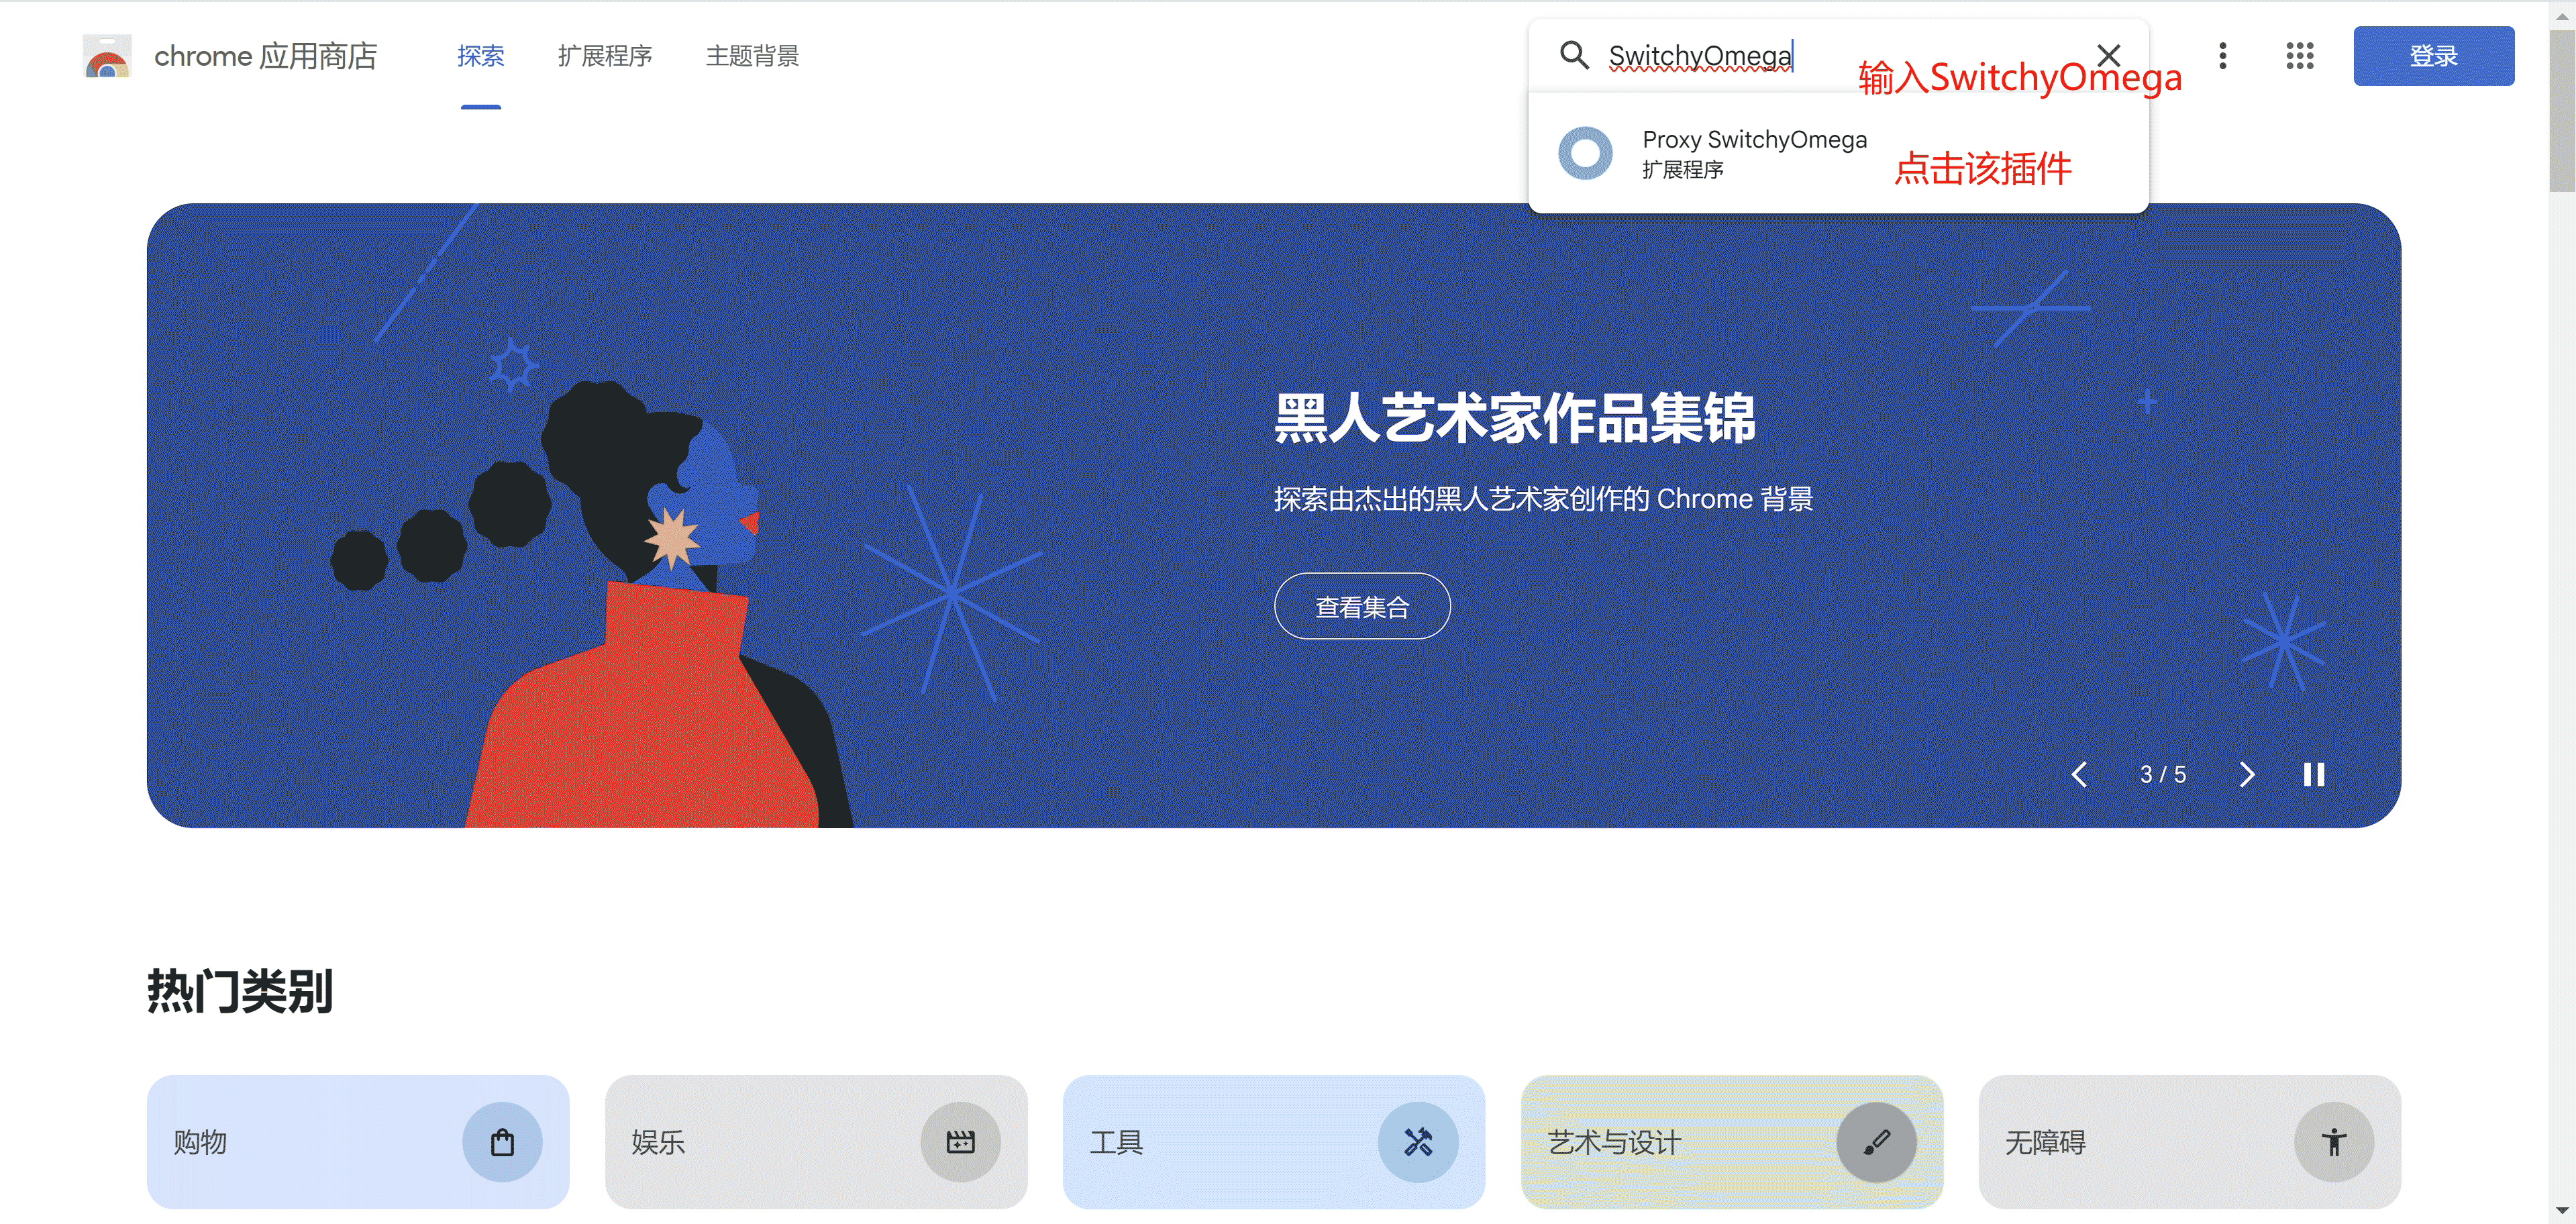 chrome 应用商店
探索
扩展程序
主题背景
SwitchyOmega
输入SwitchyOmega
登录
Proxy SwitchyOmega
扩展程序
点击该插件
黑人艺术家作品集锦
探索由杰出的黑人艺术家创作的 Chrome 背景
查看集合
3 / 5
热门类别
购物
娱乐
工具
艺术与设计
无障碍